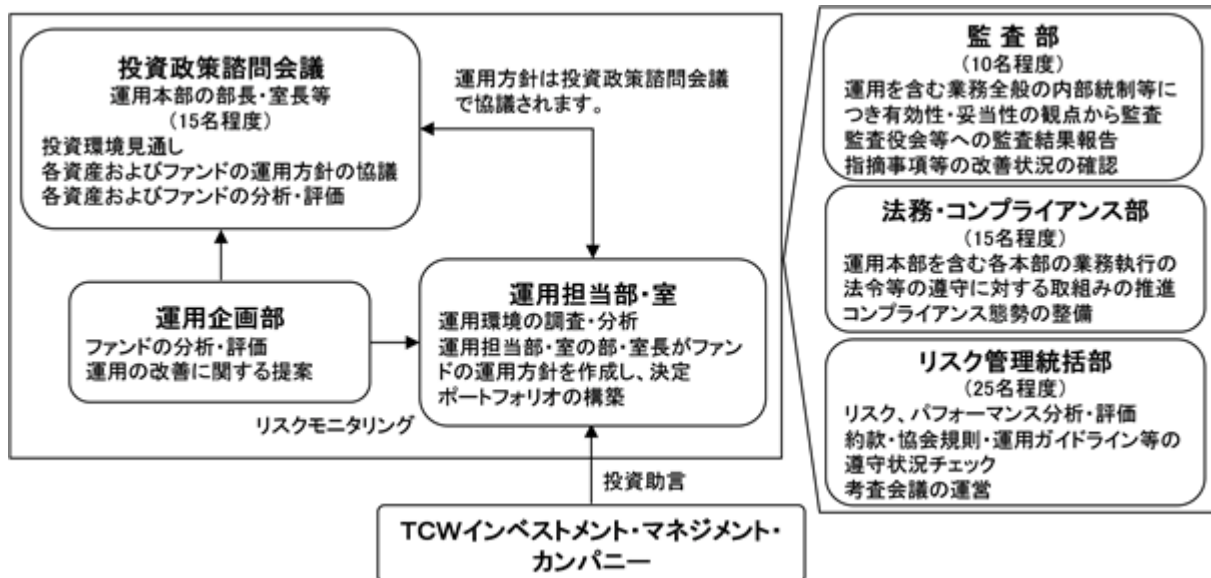 投資政策諮問会議
運用本部の部長・室長等
(15名程度)
投資環境見通し
各資産およびファンドの運用方針の協議
各資産およびファンドの分析・評価
運用方針は投資政策諮問会議
で協議されます。
運用企画部
ファンドの分析・評価
運用の改善に関する提案
リスクモニタリング
運用担当部・室
運用環境の調査・分析
運用担当部・室の部・室長がファン
ドの運用方針を作成し、決定
ポートフォリオの構築
投資助言
TCWインベストメント・マネジメント・
カンパニー
監 査 部
(10名程度)
運用を含む業務全般の内部統制等に
つき有効性・妥当性の観点から監査
監査役会等への監査結果報告
指摘事項等の改善状況の確認
法務・コンプライアンス部
(15名程度)
運用本部を含む各本部の業務執行の
法令等の遵守に対する取組みの推進
コンプライアンス態勢の整備
リスク管理統括部
(25名程度)
リスク、パフォーマンス分析・評価
約款・協会規則・運用ガイドライン等の
遵守状況チェック
考査会議の運営